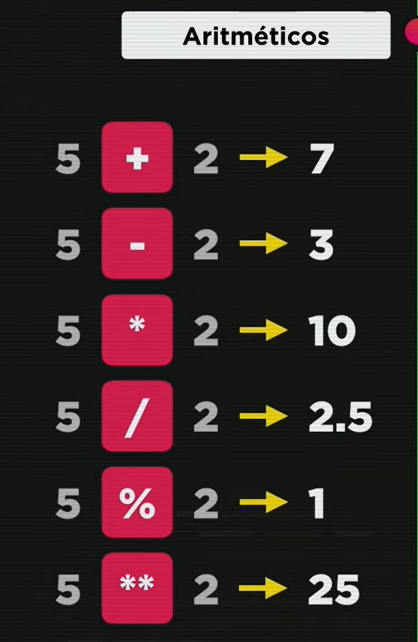 Aritméticos
5 + 2 → 7
5 - 2 → 3
5 * 2 → 10
5 / 2 → 2.5
5 % 2 → 1
5 ** 2 → 25